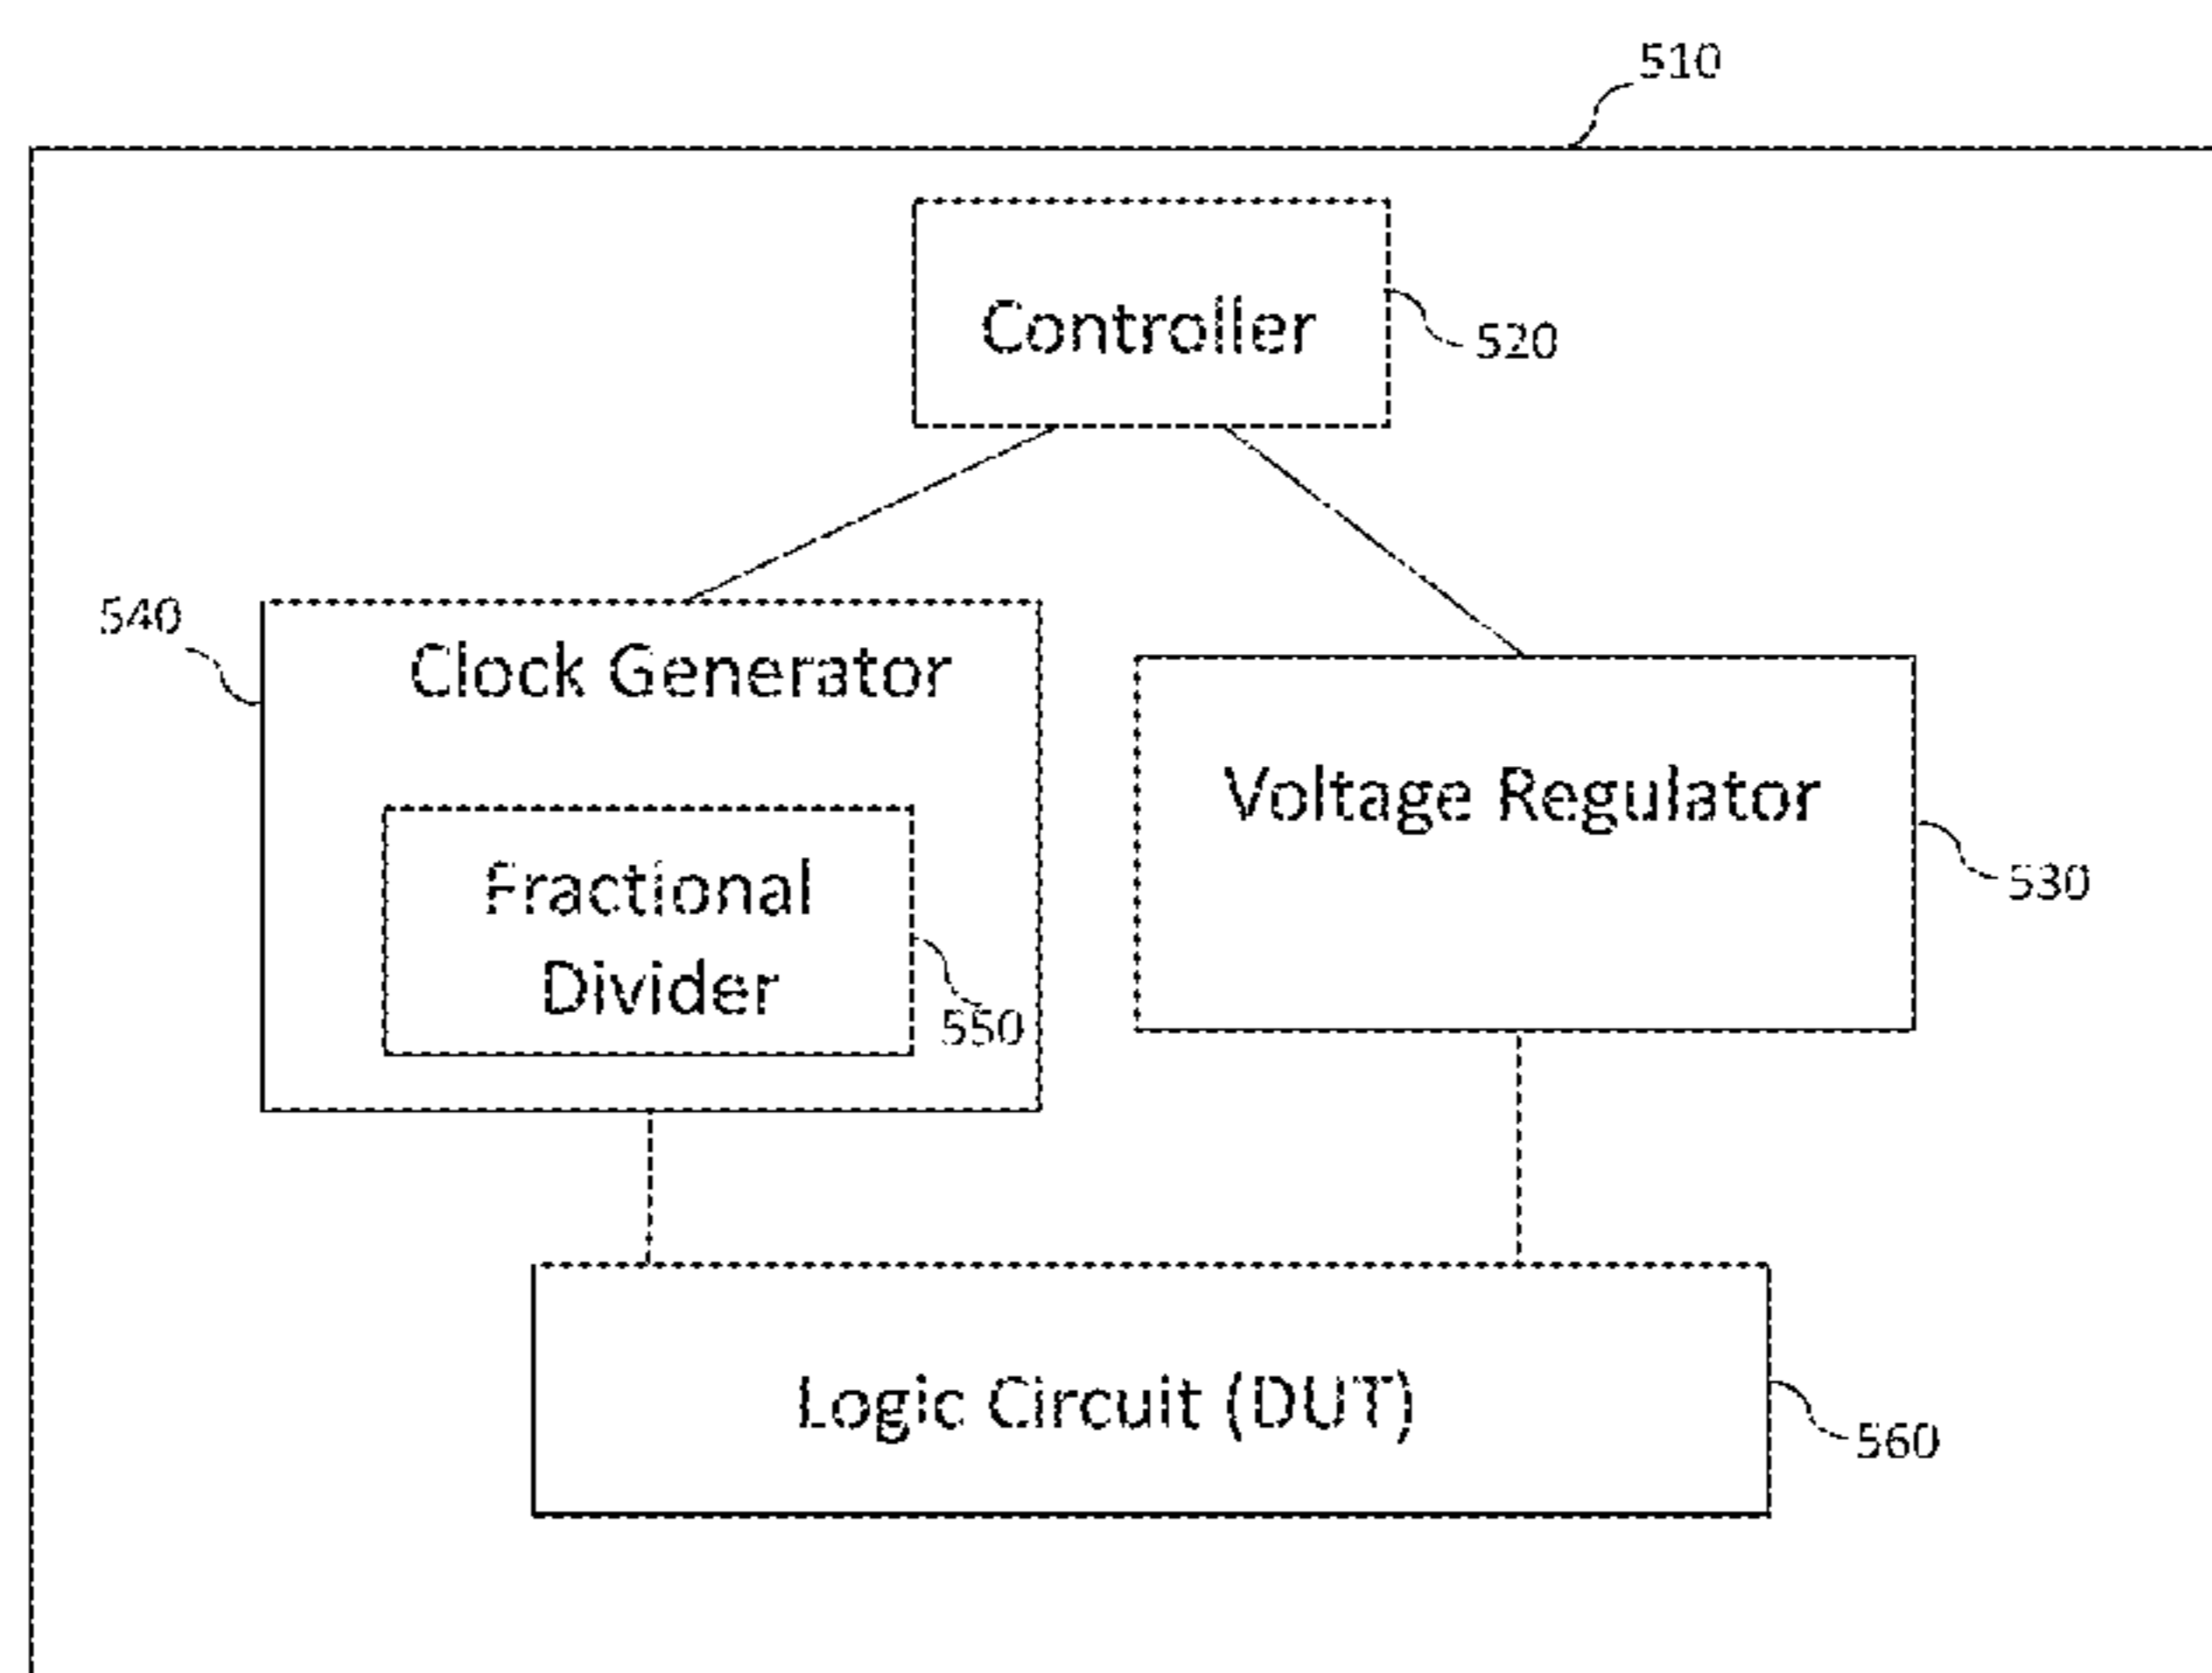 510
Controller
520
540
Clock Generator
Voltage Regulator
530
Fractional
Divider
550
Logic Circuit (DUT)
560